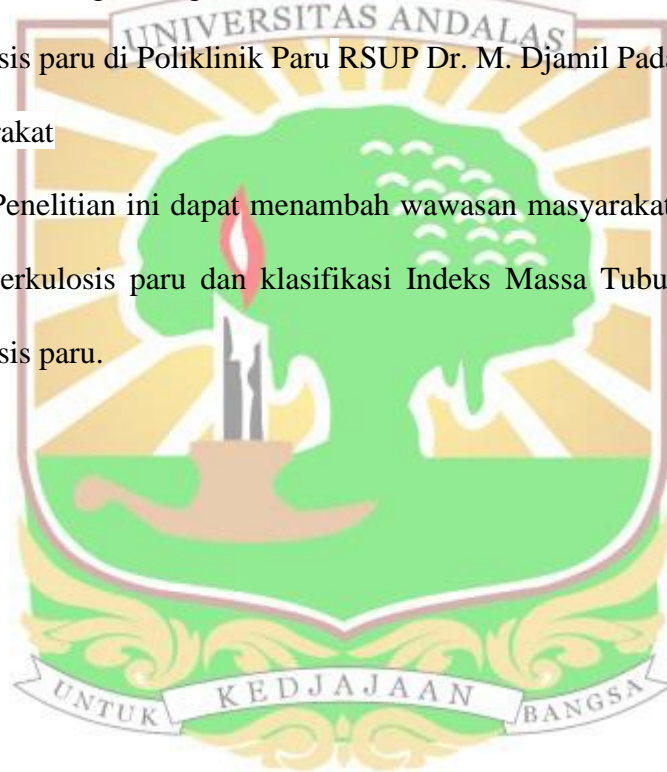 UNIVERSITAS ANDALAS
sis paru di Poliklinik Paru RSUP Dr. M. Djamil Pada
rakat
Penelitian ini dapat menambah wawasan masyarakat
erkulosis paru dan klasifikasi Indeks Massa Tubu
sis paru.
UNTUK KEDJAJAAN BANGSA